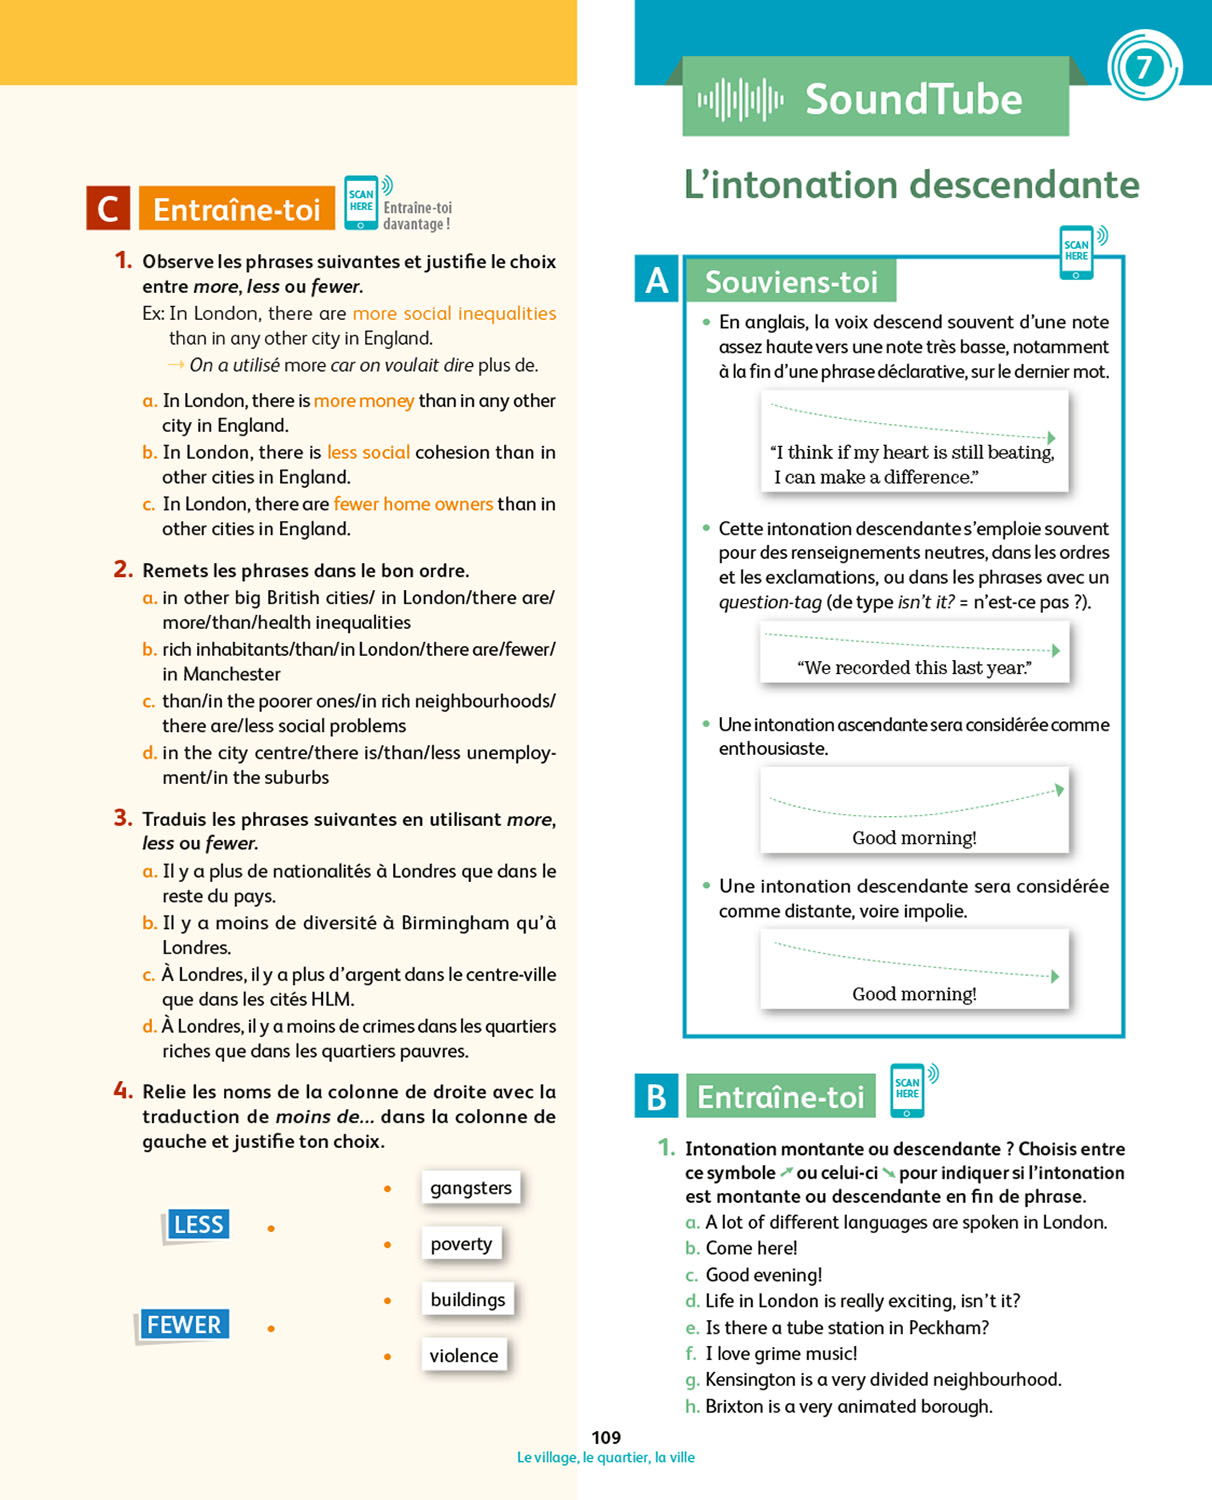 C Entraîne-toi
SCAN
HERE
Entraîne-toi
davantage !
1. Observe les phrases suivantes et justifie le choix
entre more, less ou fewer.
Ex: In London, there are more social inequalities
than in any other city in England.
→ On a utilisé more car on voulait dire plus de.
a. In London, there is more money than in any other
city in England.
b. In London, there is less social cohesion than in
other cities in England.
c. In London, there are fewer home owners than in
other cities in England.
2. Remets les phrases dans le bon ordre.
a. in other big British cities/ in London/there are/
more/than/health inequalities
b. rich inhabitants/than/in London/there are/fewer/
in Manchester
c. than/in the poorer ones/in rich neighbourhoods/
there are/less social problems
d. in the city centre/there is/than/less unemploy-
ment/in the suburbs
3. Traduis les phrases suivantes en utilisant more,
less ou fewer.
a. Il y a plus de nationalités à Londres que dans le
reste du pays.
b. Il y a moins de diversité à Birmingham qu’à
Londres.
c. À Londres, il y a plus d’argent dans le centre-ville
que dans les cités HLM.
d. À Londres, il y a moins de crimes dans les quartiers
riches que dans les quartiers pauvres.
4. Relie les noms de la colonne de droite avec la
traduction de moins de... dans la colonne de
gauche et justifie ton choix.
LESS
FEWER
• gangsters
• poverty
• buildings
• violence
7
SoundTube
L’intonation descendante
SCAN
HERE
A Souviens-toi
• En anglais, la voix descend souvent d’une note
assez haute vers une note très basse, notamment
à la fin d’une phrase déclarative, sur le dernier mot.
“I think if my heart is still beating,
I can make a difference.”
• Cette intonation descendante s’emploie souvent
pour des renseignements neutres, dans les ordres
et les exclamations, ou dans les phrases avec un
question-tag (de type isn’t it? = n’est-ce pas ?).
“We recorded this last year.”
• Une intonation ascendante sera considérée comme
enthousiaste.
Good morning!
• Une intonation descendante sera considérée
comme distante, voire impolie.
Good morning!
B Entraîne-toi
SCAN
HERE
1. Intonation montante ou descendante ? Choisis entre
ce symbole ↗ ou celui-ci ↘ pour indiquer si l’intonation
est montante ou descendante en fin de phrase.
a. A lot of different languages are spoken in London.
b. Come here!
c. Good evening!
d. Life in London is really exciting, isn’t it?
e. Is there a tube station in Peckham?
f. I love grime music!
g. Kensington is a very divided neighbourhood.
h. Brixton is a very animated borough.
109
Le village, le quartier, la ville